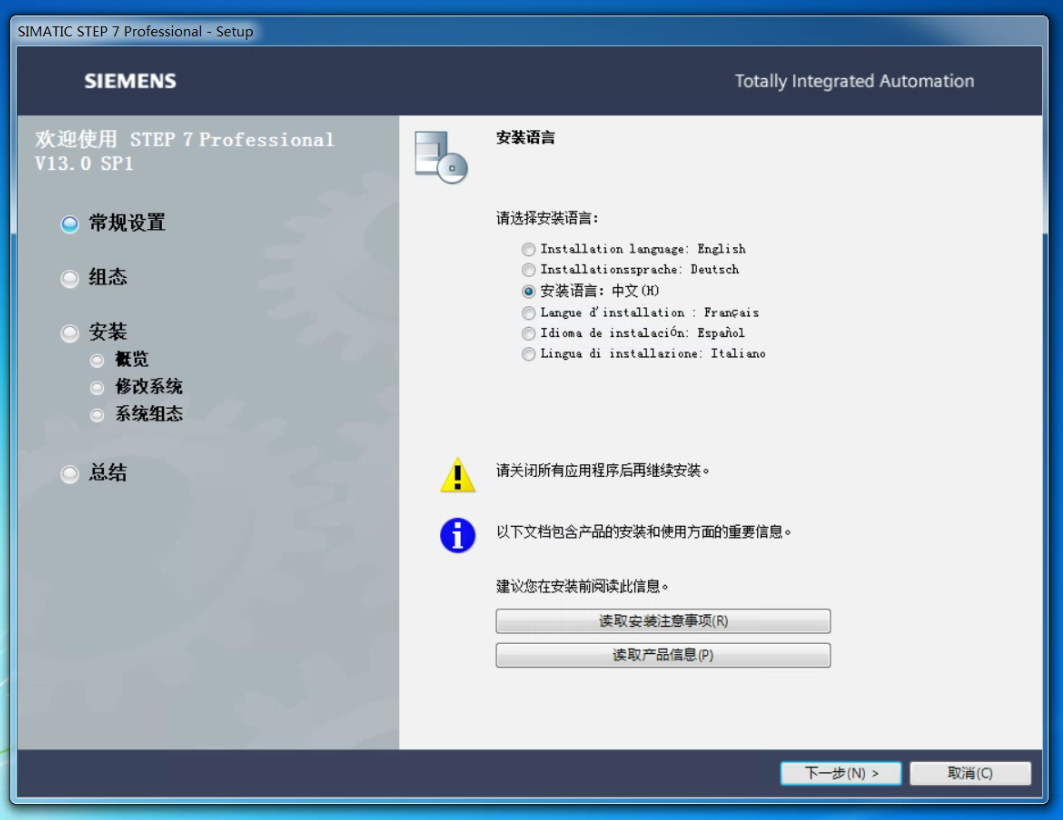 SIMATIC STEP 7 Professional - Setup
SIEMENS
Totally Integrated Automation
欢迎使用 STEP 7 Professional
V13.0 SP1
常规设置
组态
安装
概览
修改系统
系统组态
总结
安装语言
请选择安装语言:
Installation language: English
Installationssprache: Deutsch
安装语言: 中文(H)
Langue d'installation : Français
Idioma de instalación: Español
Lingua di installazione: Italiano
请关闭所有应用程序后再继续安装。
以下文档包含产品的安装和使用方面的重要信息。
建议您在安装前阅读此信息。
读取安装注意事项(R)
读取产品信息(P)
下一步(N) >
取消(C)